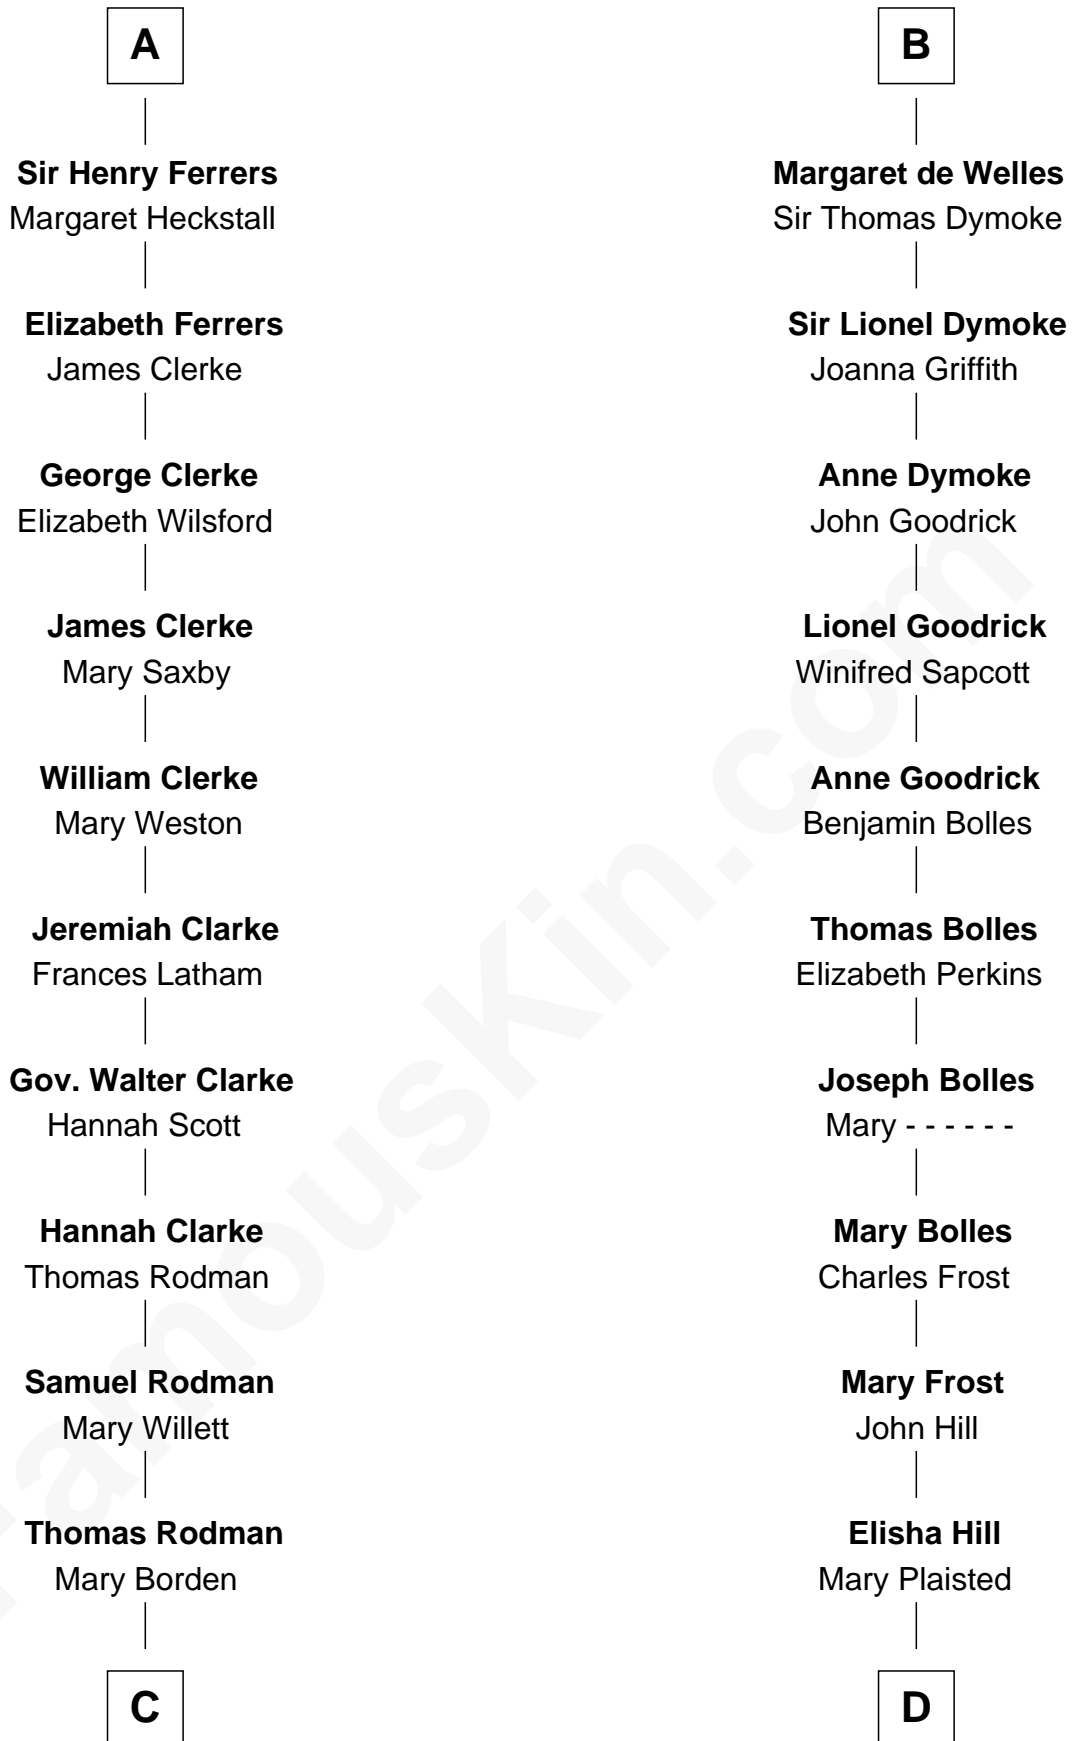 A
Sir Henry Ferrers
Margaret Heckstall
Elizabeth Ferrers
James Clerke
George Clerke
Elizabeth Wilsford
James Clerke
Mary Saxby
William Clerke
Mary Weston
Jeremiah Clarke
Frances Latham
Gov. Walter Clarke
Hannah Scott
Hannah Clarke
Thomas Rodman
Samuel Rodman
Mary Willett
Thomas Rodman
Mary Borden
C
B
Margaret de Welles
Sir Thomas Dymoke
Sir Lionel Dymoke
Joanna Griffith
Anne Dymoke
John Goodrick
Lionel Goodrick
Winifred Sapcott
Anne Goodrick
Benjamin Bolles
Thomas Bolles
Elizabeth Perkins
Joseph Bolles
Mary - - - - - -
Mary Bolles
Charles Frost
Mary Frost
John Hill
Elisha Hill
Mary Plaisted
D
FamousKin.com